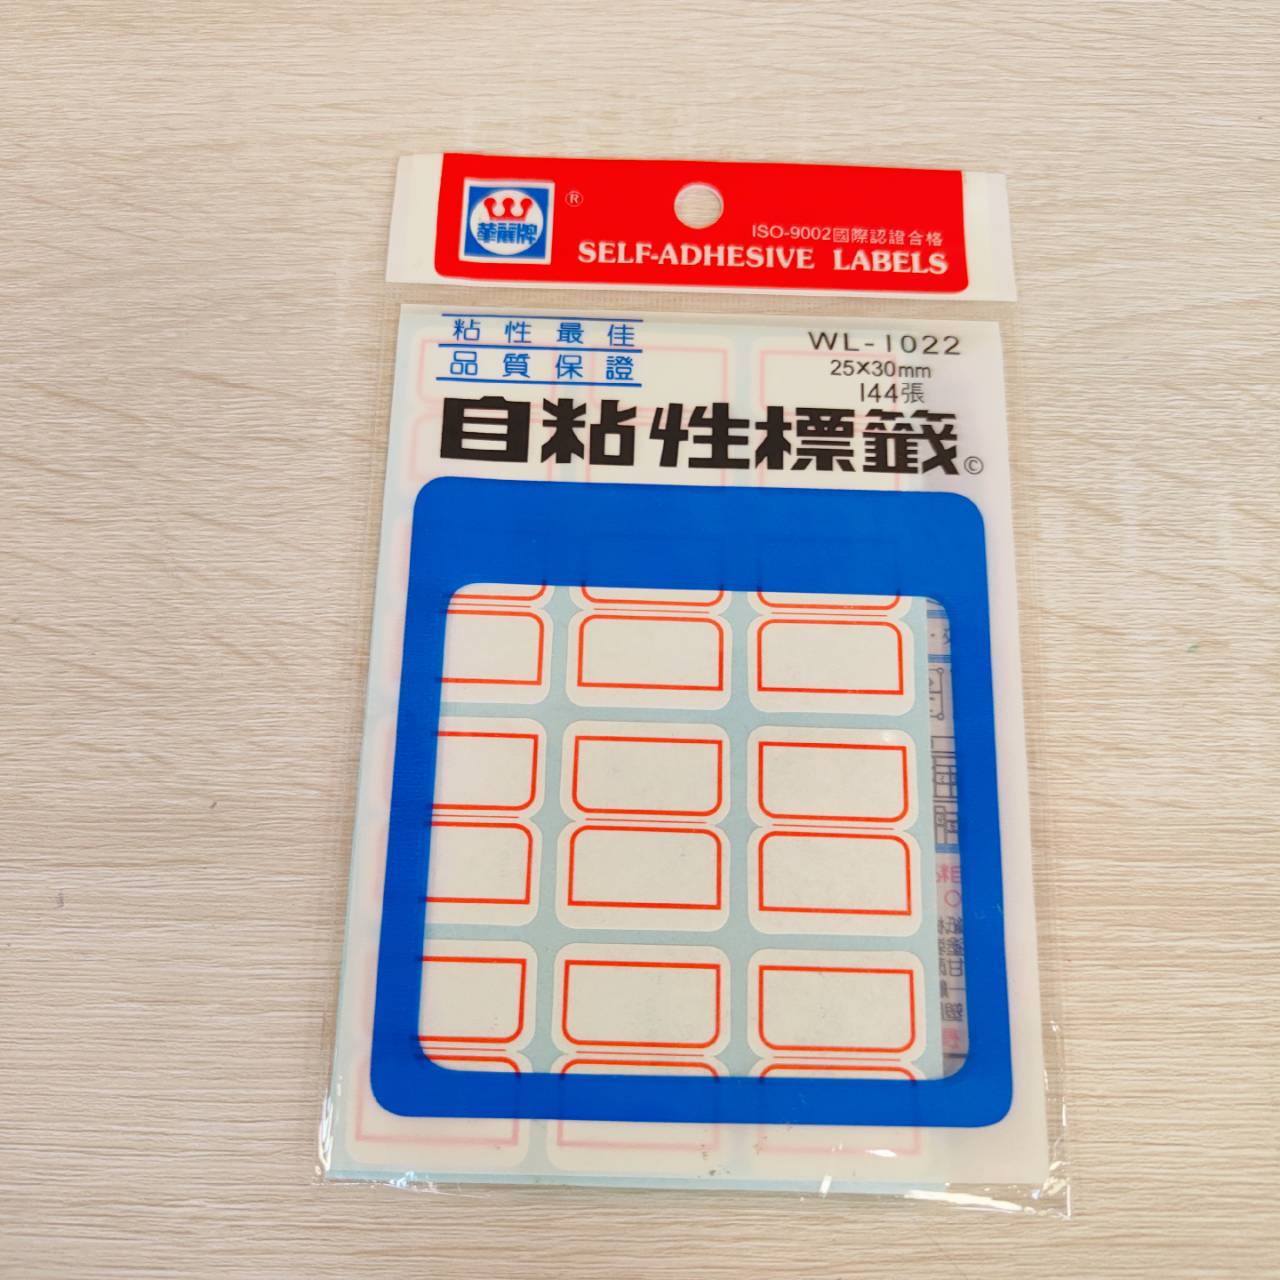 華麗牌
®
ISO-9002國際認證合格
SELF-ADHESIVE LABELS
粘性最佳
品質保證
WL-1022
25×30mm
144張
自粘性標籤©